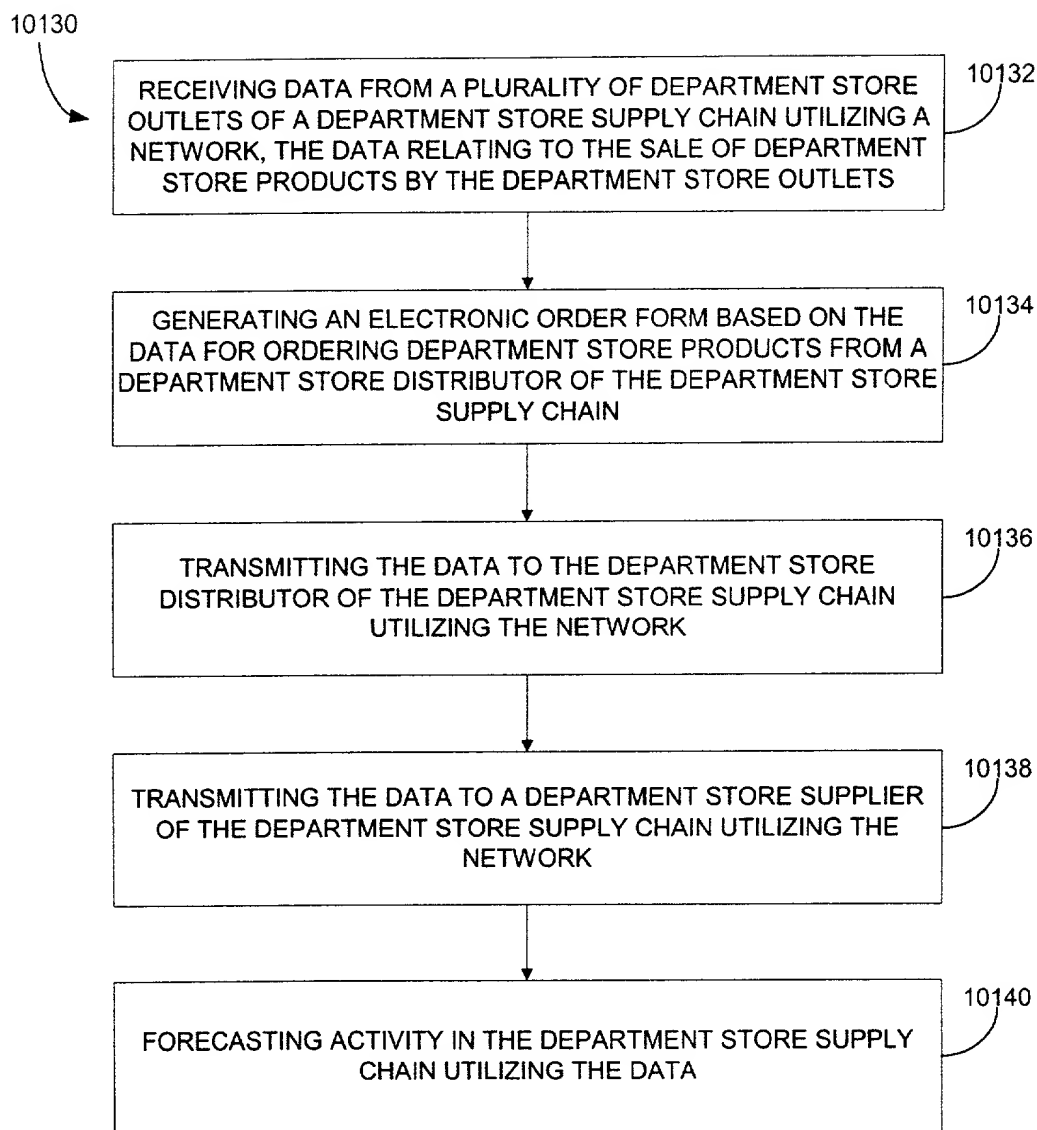 10130
RECEIVING DATA FROM A PLURALITY OF DEPARTMENT STORE
OUTLETS OF A DEPARTMENT STORE SUPPLY CHAIN UTILIZING A
NETWORK, THE DATA RELATING TO THE SALE OF DEPARTMENT
STORE PRODUCTS BY THE DEPARTMENT STORE OUTLETS
10132
GENERATING AN ELECTRONIC ORDER FORM BASED ON THE
DATA FOR ORDERING DEPARTMENT STORE PRODUCTS FROM A
DEPARTMENT STORE DISTRIBUTOR OF THE DEPARTMENT STORE
SUPPLY CHAIN
10134
TRANSMITTING THE DATA TO THE DEPARTMENT STORE
DISTRIBUTOR OF THE DEPARTMENT STORE SUPPLY CHAIN
UTILIZING THE NETWORK
10136
TRANSMITTING THE DATA TO A DEPARTMENT STORE SUPPLIER
OF THE DEPARTMENT STORE SUPPLY CHAIN UTILIZING THE
NETWORK
10138
FORECASTING ACTIVITY IN THE DEPARTMENT STORE SUPPLY
CHAIN UTILIZING THE DATA
10140